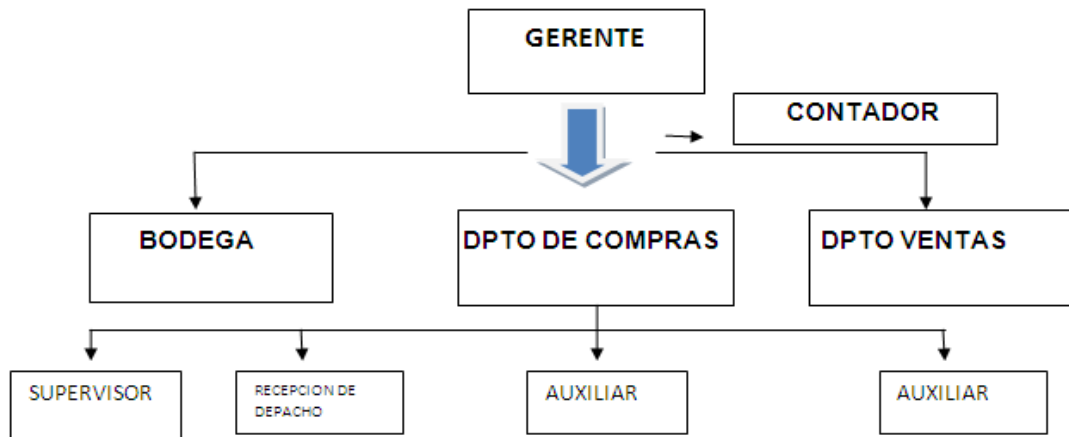 GERENTE
CONTADOR
BODEGA
DPTO DE COMPRAS
DPTO VENTAS
SUPERVISOR
RECEPCION DE
DEPACHO
AUXILIAR
AUXILIAR